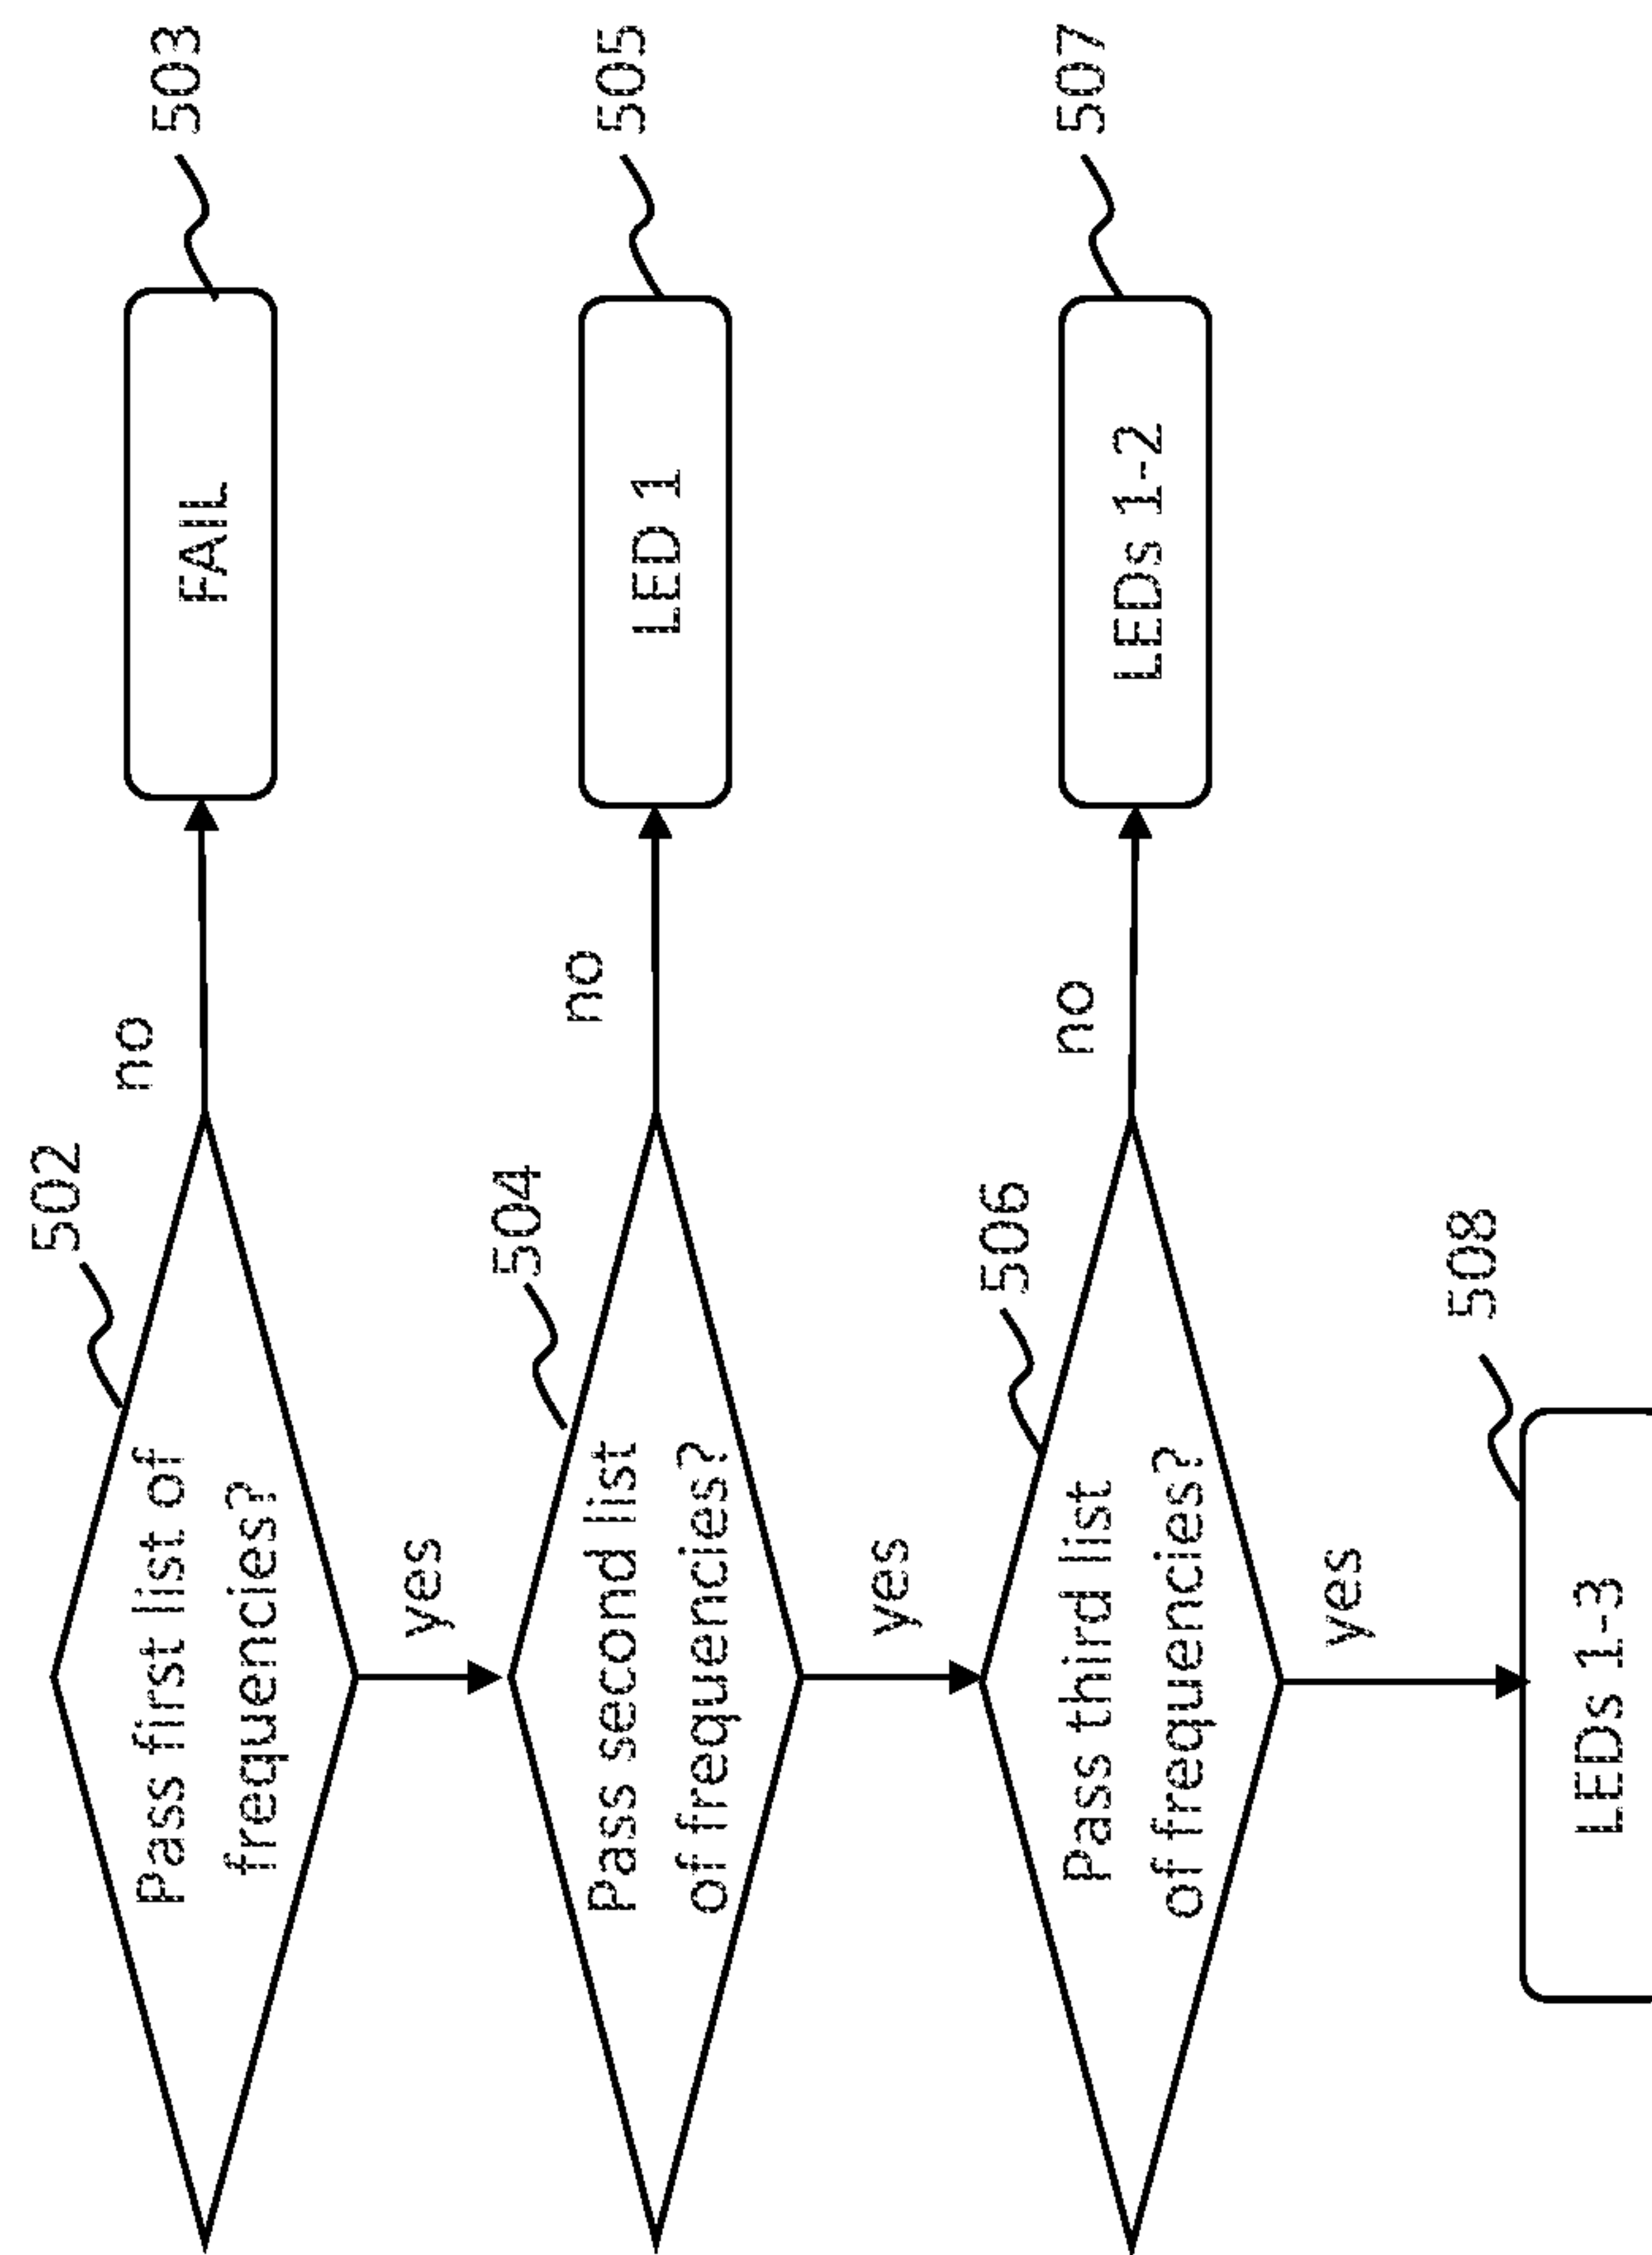 502
Pass first list of
frequencies?
no
FAIL
503
yes
504
Pass second list
of frequencies?
no
LED 1
505
yes
506
Pass third list
of frequencies?
no
LEDs 1-2
507
yes
508
LEDs 1-3